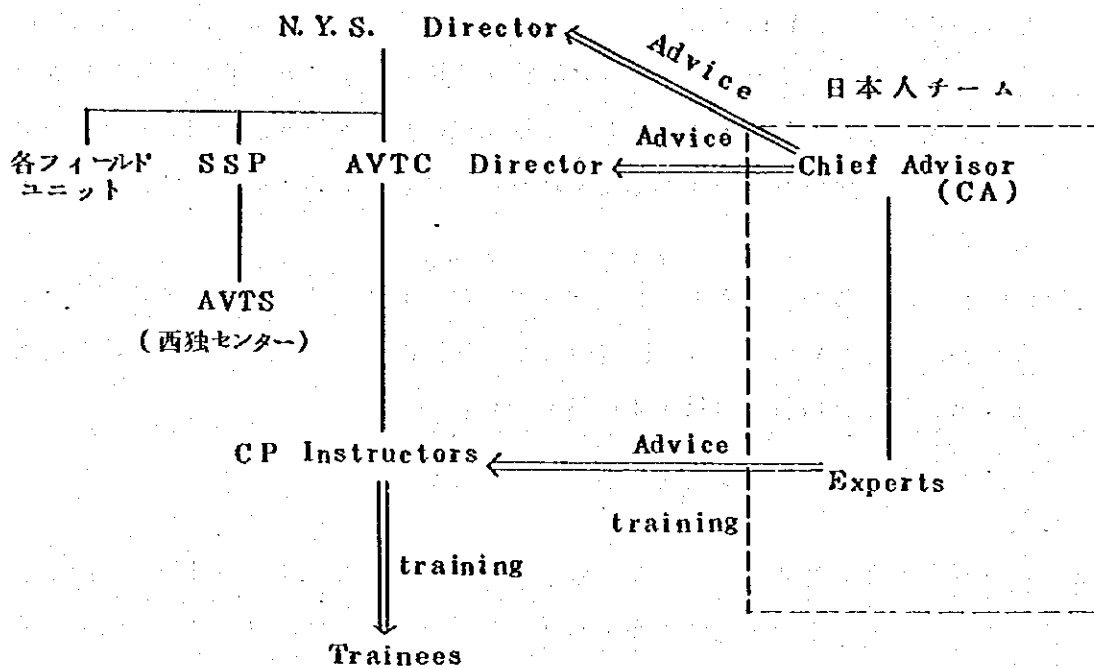 N.Y.S. Director
Advice
日本人チーム
Advice
各フィールド
ユニット
SSP
AVTC Director
Chief Advisor
(CA)
AVTS
(西独センター)
CP Instructors
Advice
Experts
training
training
Trainees